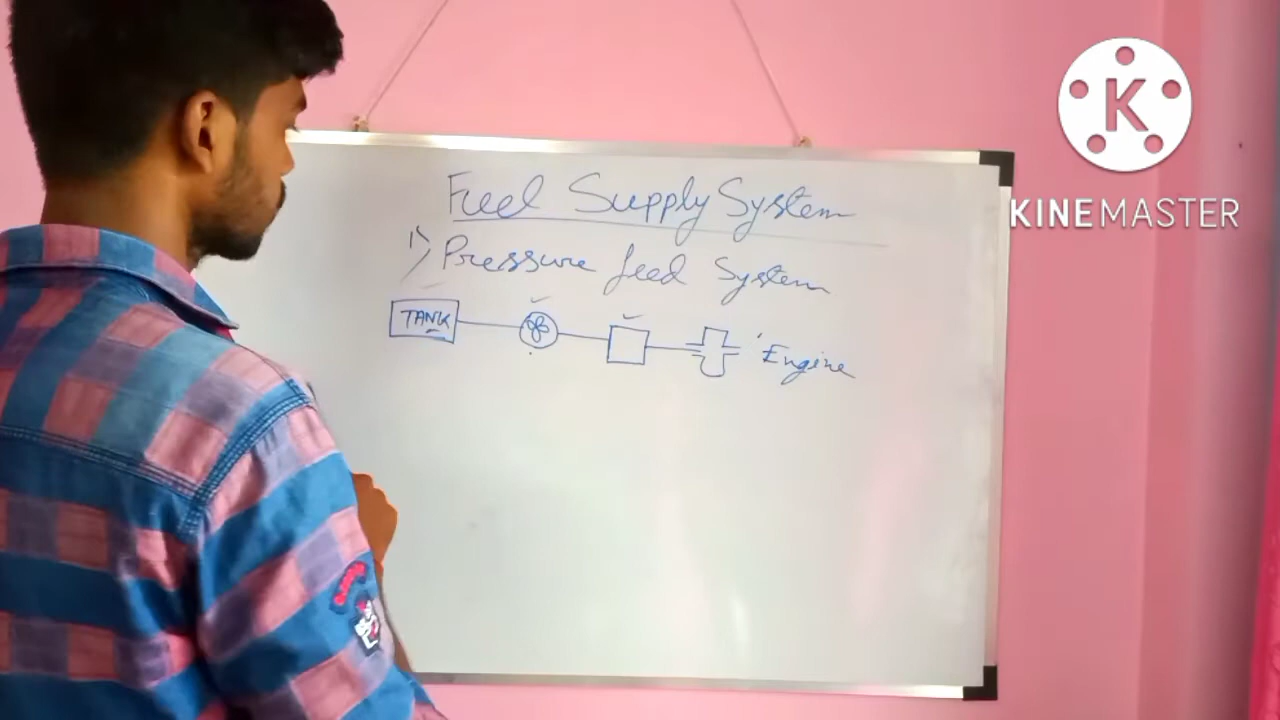 Fuel Supply System
1) Pressure feed System
TANK
Engine
K
KINEMASTER